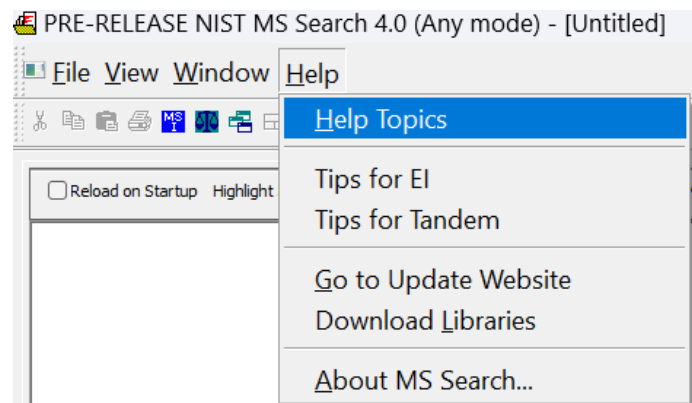 PRE-RELEASE NIST MS Search 4.0 (Any mode) - [Untitled]
File View Window Help
MS
I
Help Topics
Reload on Startup Highlight
Tips for EI
Tips for Tandem
Go to Update Website
Download Libraries
About MS Search...